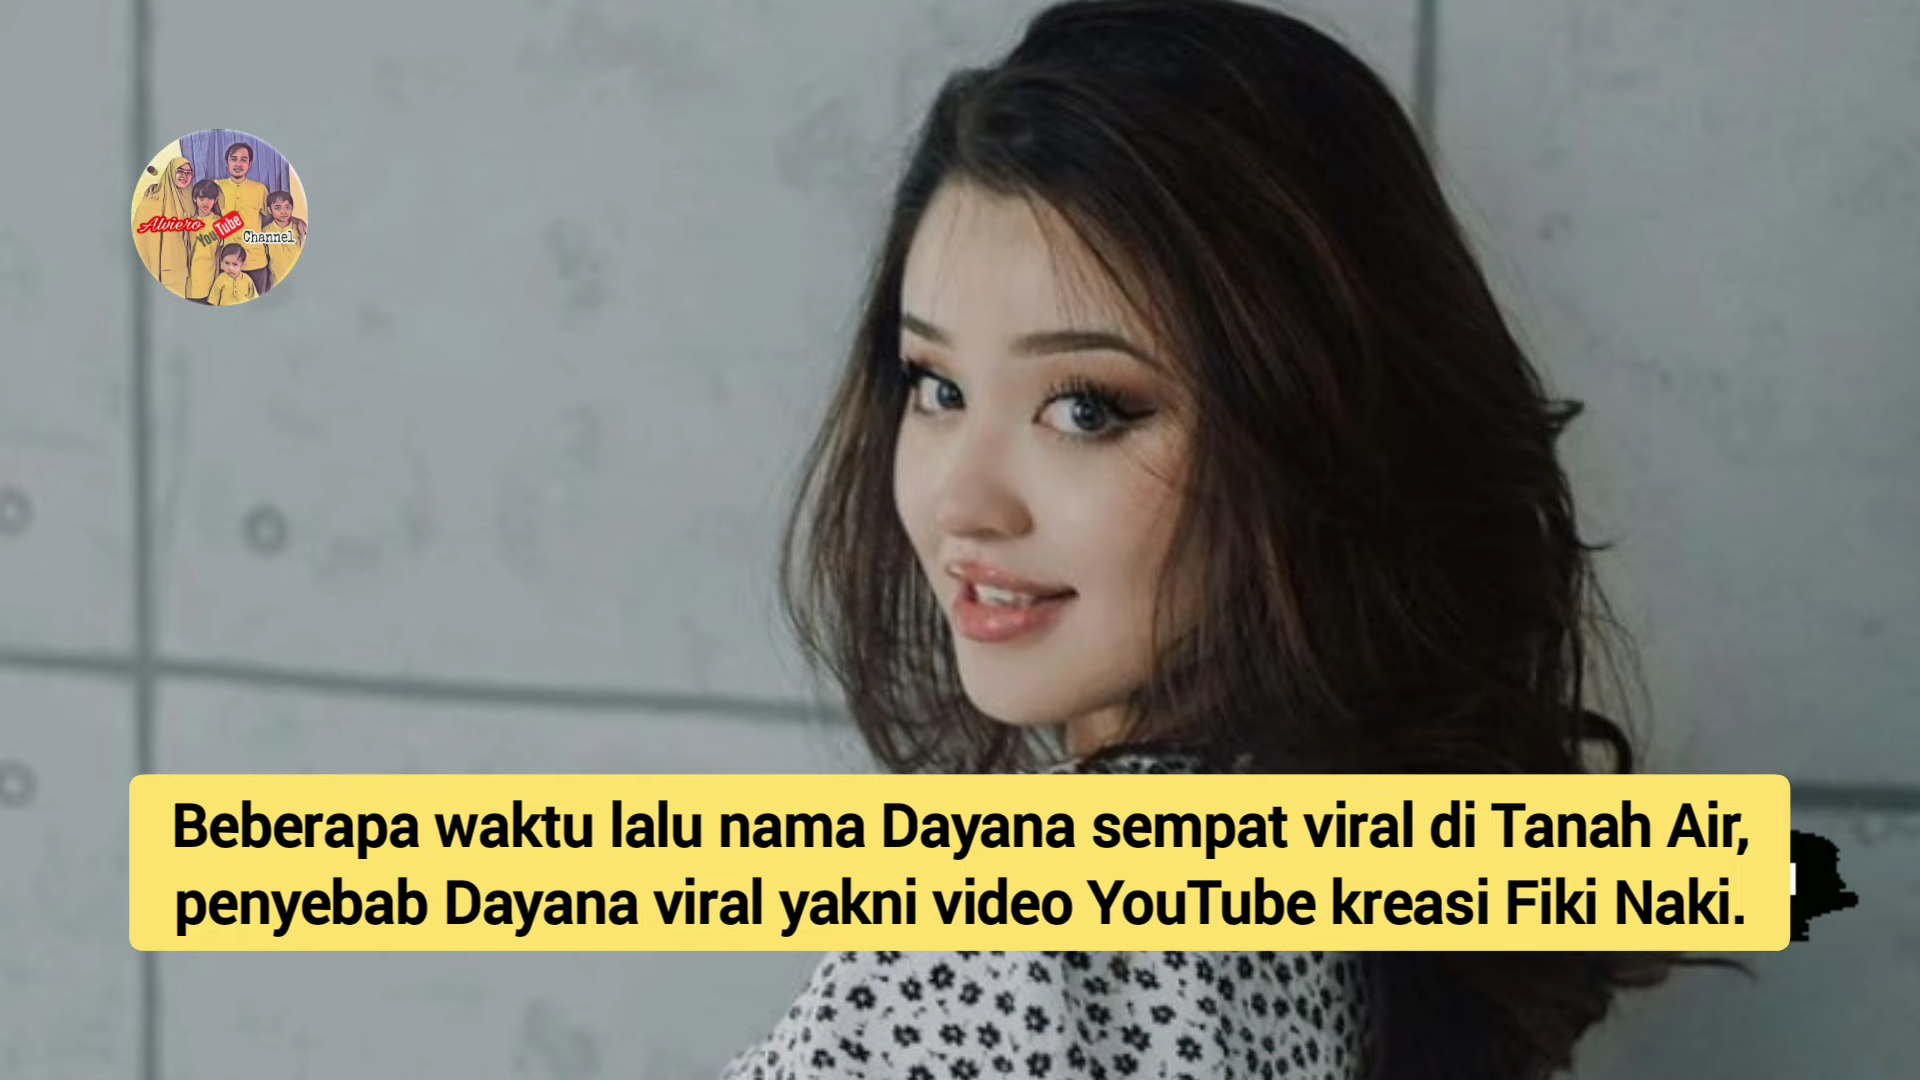 Alviero
YouTube
Channel
Beberapa waktu lalu nama Dayana sempat viral di Tanah Air,
penyebab Dayana viral yakni video YouTube kreasi Fiki Naki.